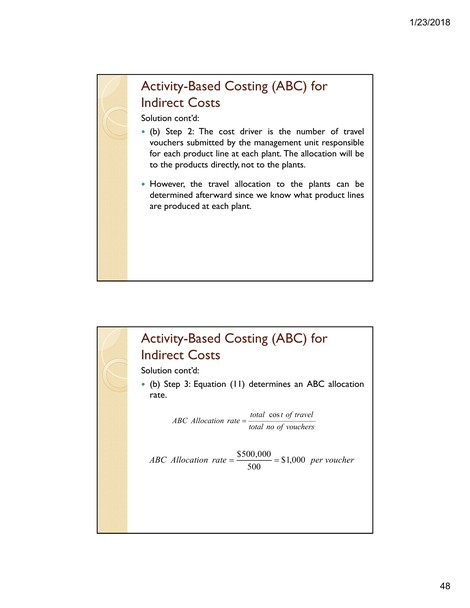 1/23/2018
Activity-Based Costing (ABC) for
Indirect Costs
Solution cont'd:
• (b) Step 2: The cost driver is the number of travel
vouchers submitted by the management unit responsible
for each product line at each plant. The allocation will be
to the products directly, not to the plants.
• However, the travel allocation to the plants can be
determined afterward since we know what product lines
are produced at each plant.
Activity-Based Costing (ABC) for
Indirect Costs
Solution cont'd:
• (b) Step 3: Equation (11) determines an ABC allocation
rate.
ABC Allocation rate = total cost of travel / total no of vouchers
ABC Allocation rate = $500,000 / 500 = $1,000 per voucher
48